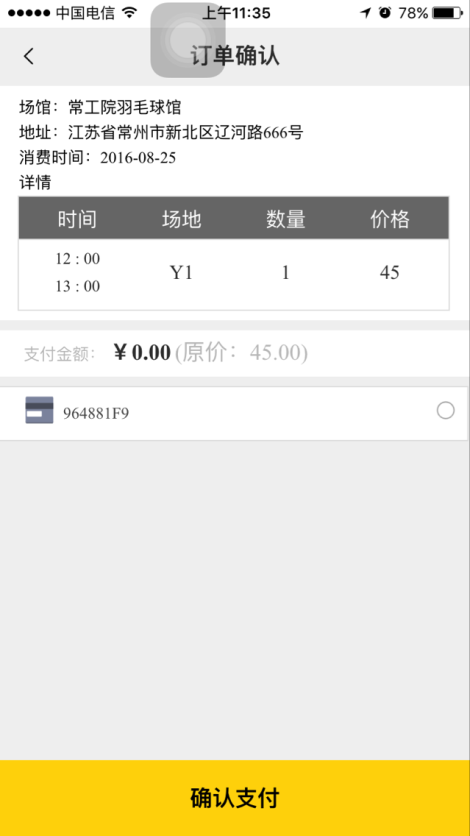 中国电信 上午11:35 78%
订单确认
场馆：常工院羽毛球馆
地址：江苏省常州市新北区辽河路666号
消费时间：2016-08-25
详情
时间 场地 数量 价格
12 : 00
Y1 1 45
13 : 00
支付金额： ￥0.00 (原价：45.00)
964881F9
确认支付